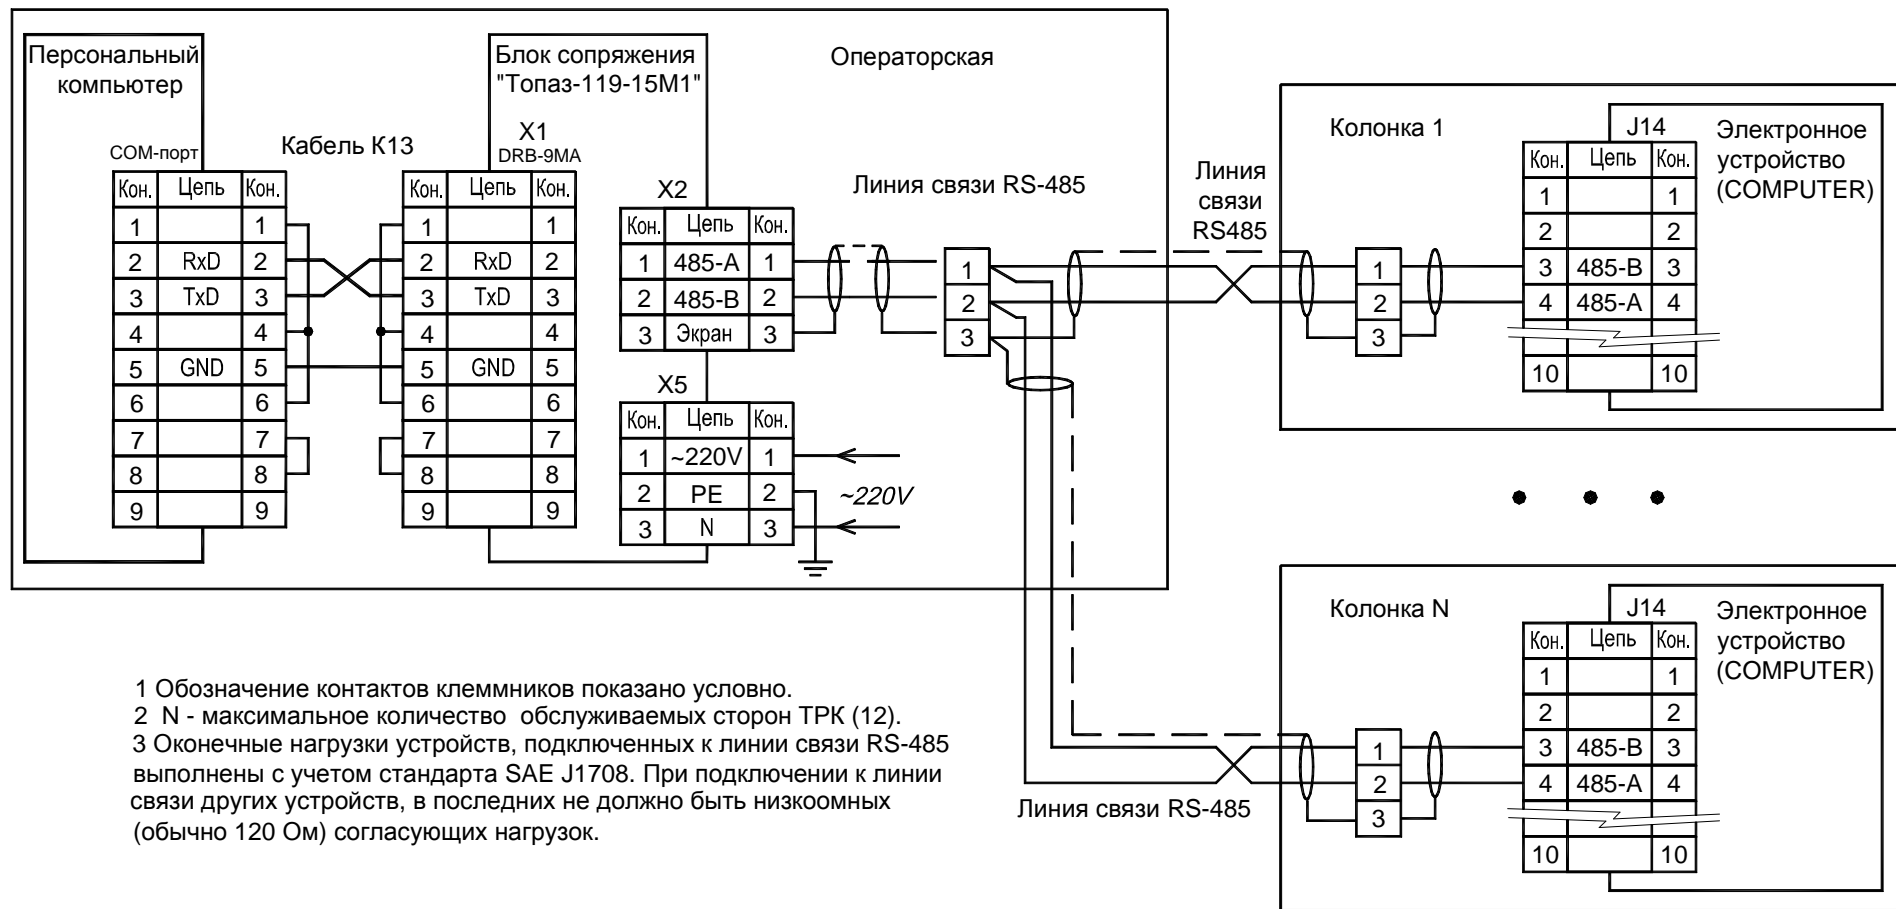 Персональный
компьютер
Блок сопряжения
"Топаз-119-15М1"
Операторская
COM-порт
Кабель К13
X1
DRB-9MA
Кон. Цепь Кон.
1 1
2 RxD 2
3 TxD 3
4 4
5 GND 5
6 6
7 7
8 8
9 9
Кон. Цепь Кон.
1 1
2 RxD 2
3 TxD 3
4 4
5 GND 5
6 6
7 7
8 8
9 9
X2
Кон. Цепь Кон.
1 485-A 1
2 485-B 2
3 Экран 3
X5
Кон. Цепь Кон.
1 ~220V 1
2 PE 2
3 N 3
~220V
Линия связи RS-485
1
2
3
Линия
связи
RS485
Колонка 1
1
2
3
J14
Кон. Цепь Кон.
1 1
2 2
3 485-B 3
4 485-A 4
10 10
Электронное
устройство
(COMPUTER)
Линия связи RS-485
Колонка N
1
2
3
J14
Кон. Цепь Кон.
1 1
2 2
3 485-B 3
4 485-A 4
10 10
Электронное
устройство
(COMPUTER)
1 Обозначение контактов клеммников показано условно.
2 N - максимальное количество обслуживаемых сторон ТРК (12).
3 Оконечные нагрузки устройств, подключенных к линии связи RS-485
выполнены с учетом стандарта SAE J1708. При подключении к линии
связи других устройств, в последних не должно быть низкоомных
(обычно 120 Ом) согласующих нагрузок.